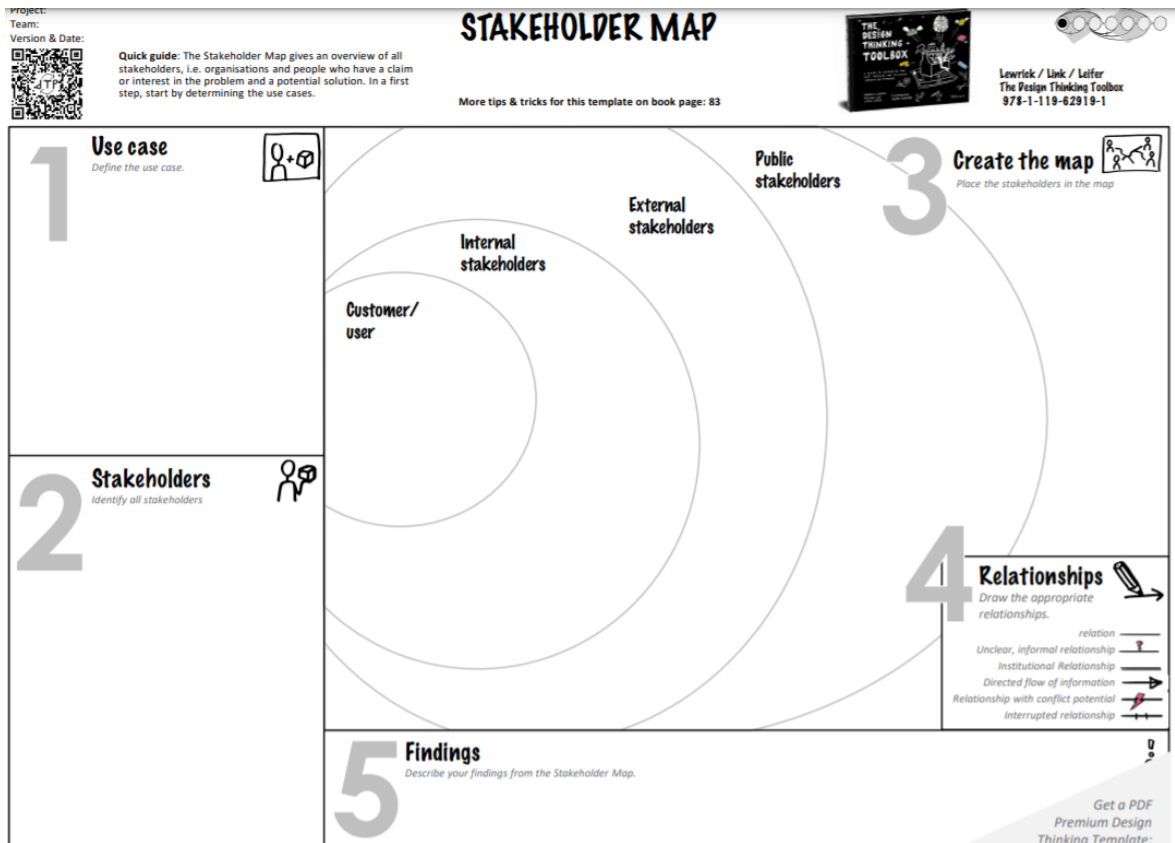 Project:
Team:
Version & Date:
Quick guide: The Stakeholder Map gives an overview of all
stakeholders, i.e. organisations and people who have a claim
or interest in the problem and a potential solution. In a first
step, start by determining the use cases.
STAKEHOLDER MAP
More tips & tricks for this template on book page: 83
THE
DESIGN
THINKING
TOOLBOX
Lewrick / Link / Leifer
The Design Thinking Toolbox
978-1-119-62919-1
1
Use case
Define the use case.
2
Stakeholders
Identify all stakeholders
Customer/
user
Internal
stakeholders
External
stakeholders
Public
stakeholders
3
Create the map
Place the stakeholders in the map
4
Relationships
Draw the appropriate
relationships.
relation
Unclear, informal relationship
?
Institutional Relationship
Directed flow of information
Relationship with conflict potential
Interrupted relationship
5
Findings
Describe your findings from the Stakeholder Map.
Get a PDF
Premium Design
Thinking Template: